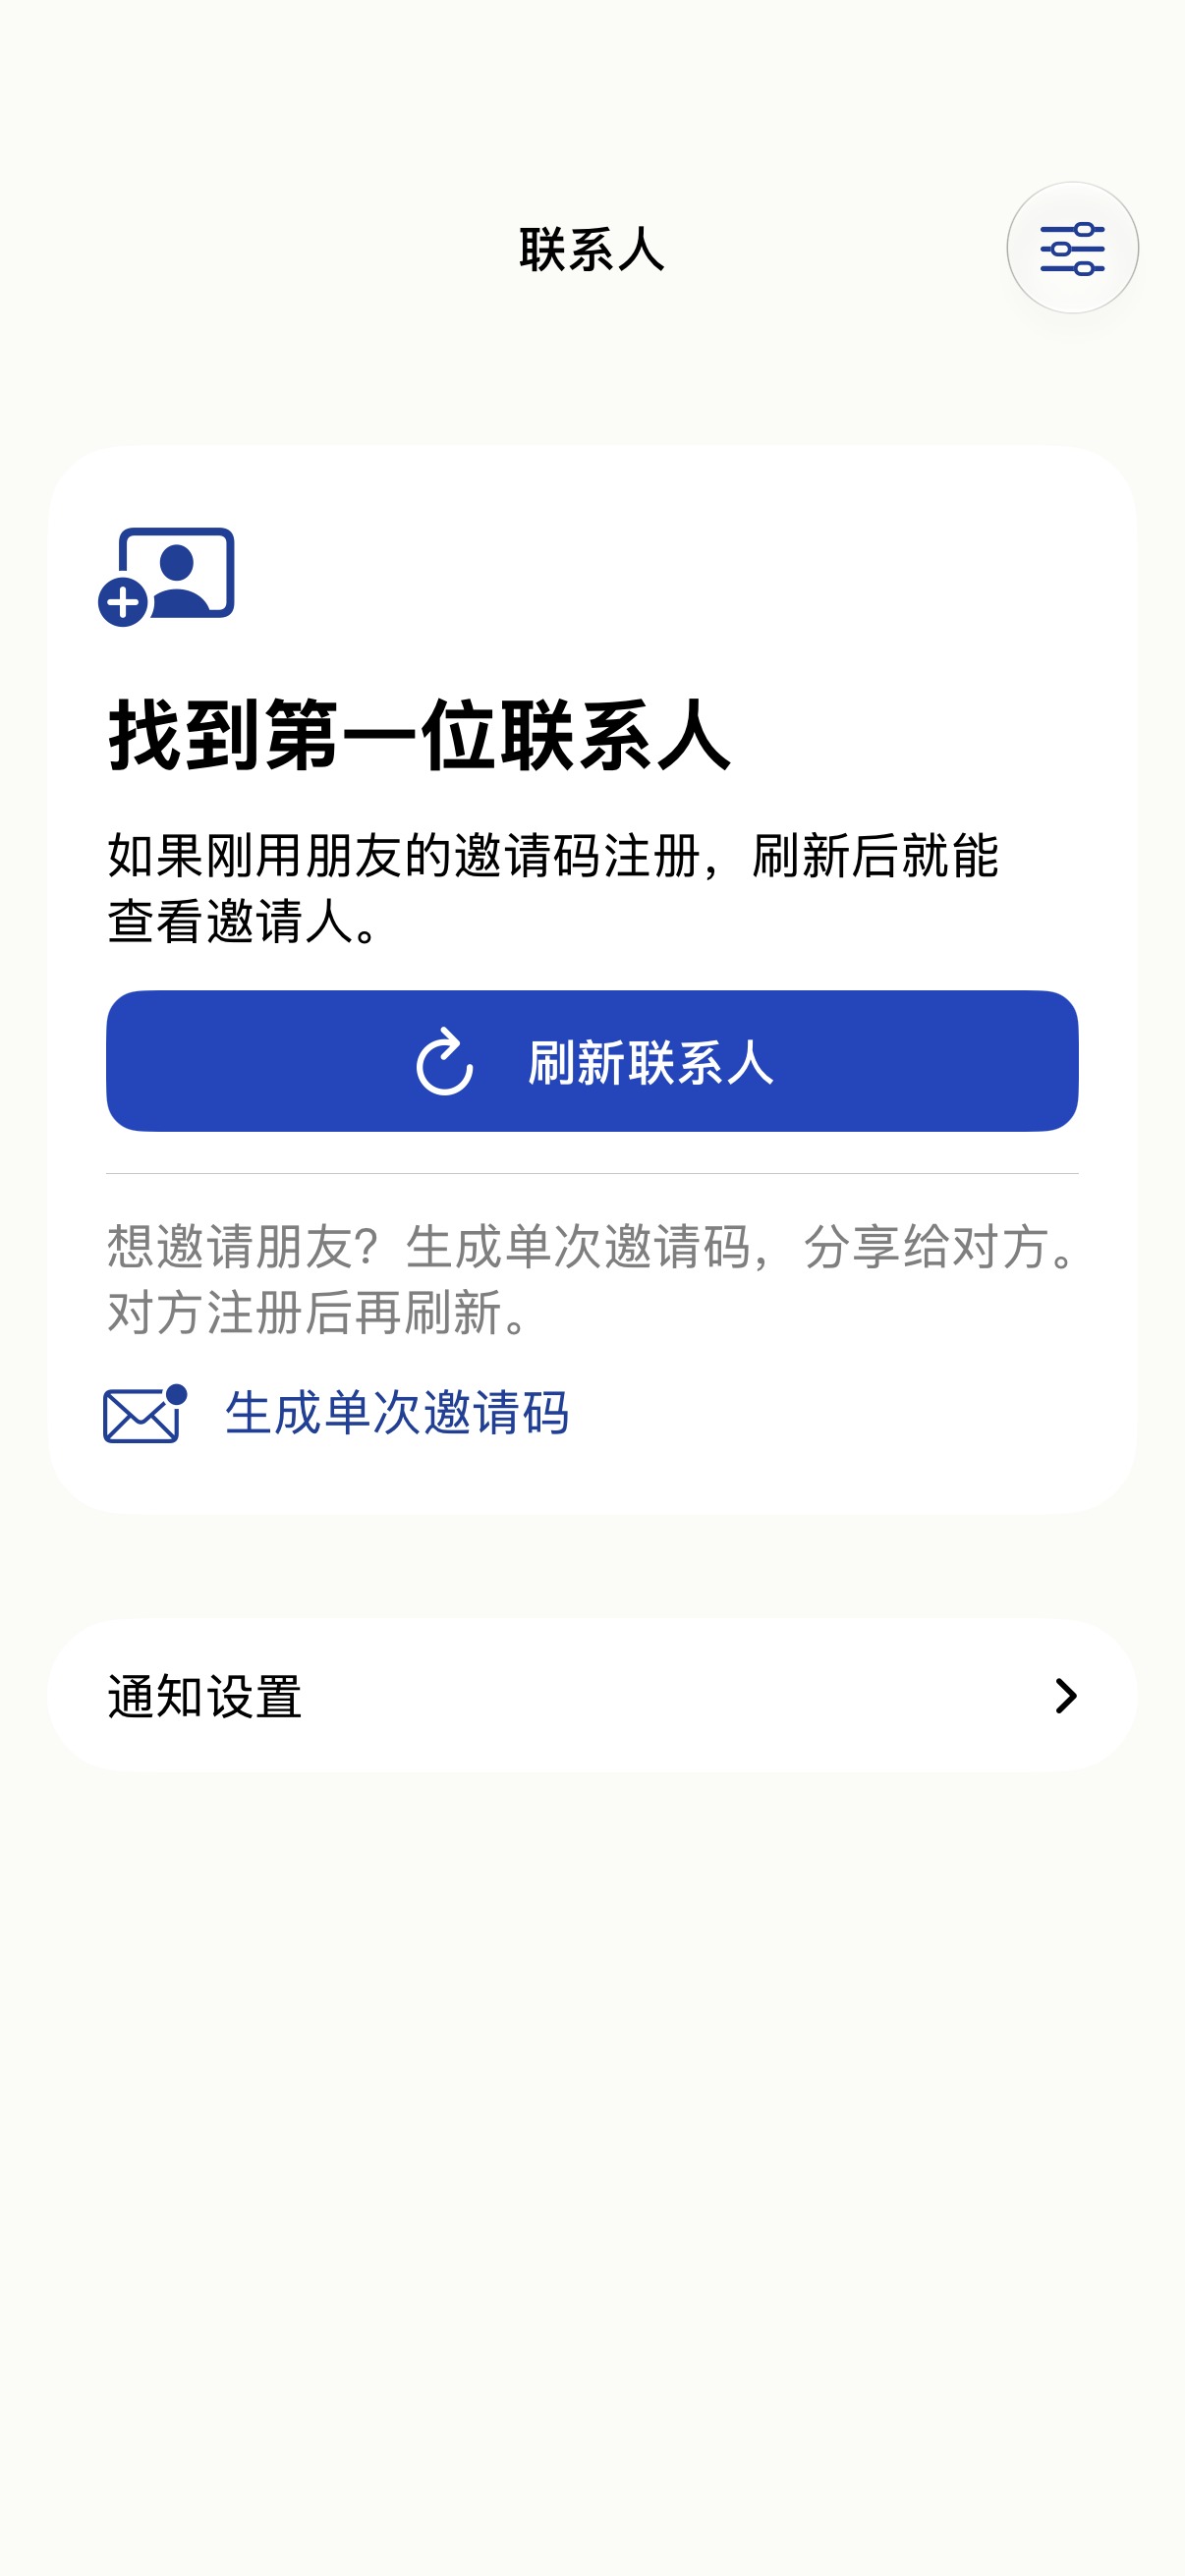 联系人
找到第一位联系人
如果刚用朋友的邀请码注册，刷新后就能
查看邀请人。
刷新联系人
想邀请朋友？生成单次邀请码，分享给对方。
对方注册后再刷新。
生成单次邀请码
通知设置